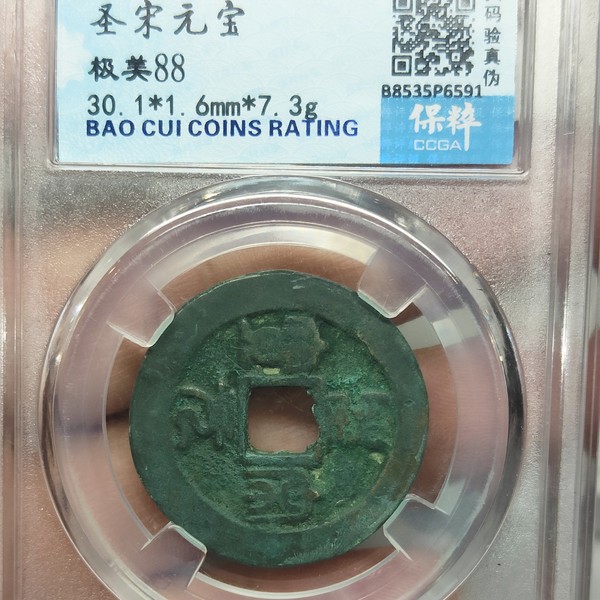 圣宋元宝
极美88
30.1*1.6mm*7.3g
BAO CUI COINS RATING
码验真伪
B8535P6591
保粹
CCGA